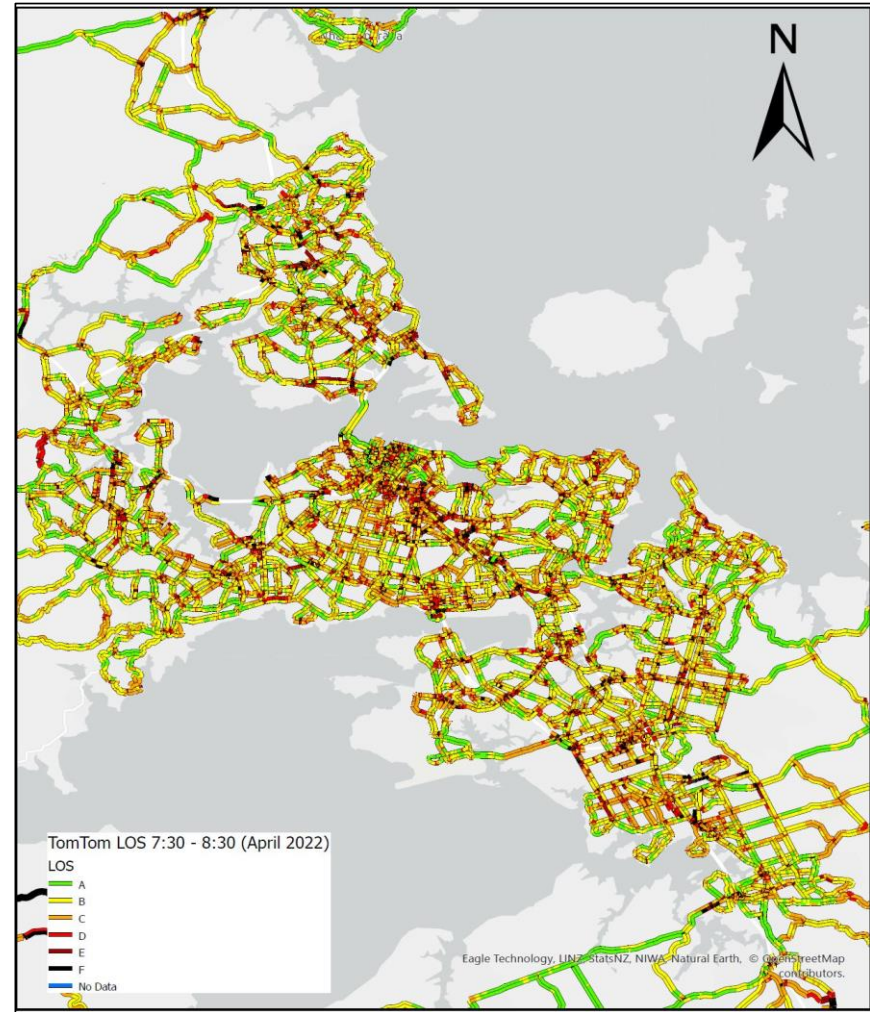 N
TomTom LOS 7:30 - 8:30 (April 2022)
LOS
A
B
C
D
E
F
No Data
Eagle Technology, LINZ, StatsNZ, NIWA, Natural Earth, © OpenStreetMap
contributors.